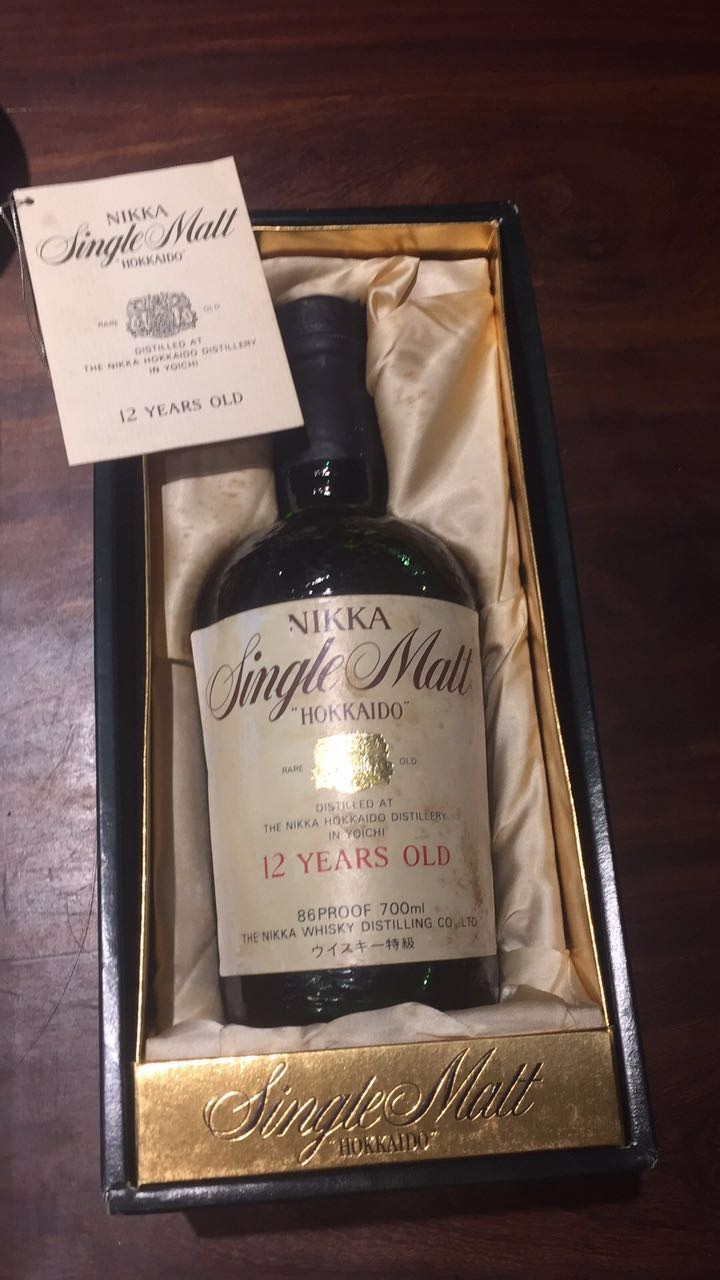 NIKKA
Single Malt
"HOKKAIDO"
RARE OLD
DISTILLED AT
THE NIKKA HOKKAIDO DISTILLERY
IN YOICHI
12 YEARS OLD
NIKKA
Single Malt
"HOKKAIDO"
RARE OLD
DISTILLED AT
THE NIKKA HOKKAIDO DISTILLERY
IN YOICHI
12 YEARS OLD
86PROOF 700ml
THE NIKKA WHISKY DISTILLING CO., LTD.
ウイスキー特級
Single Malt
"HOKKAIDO"